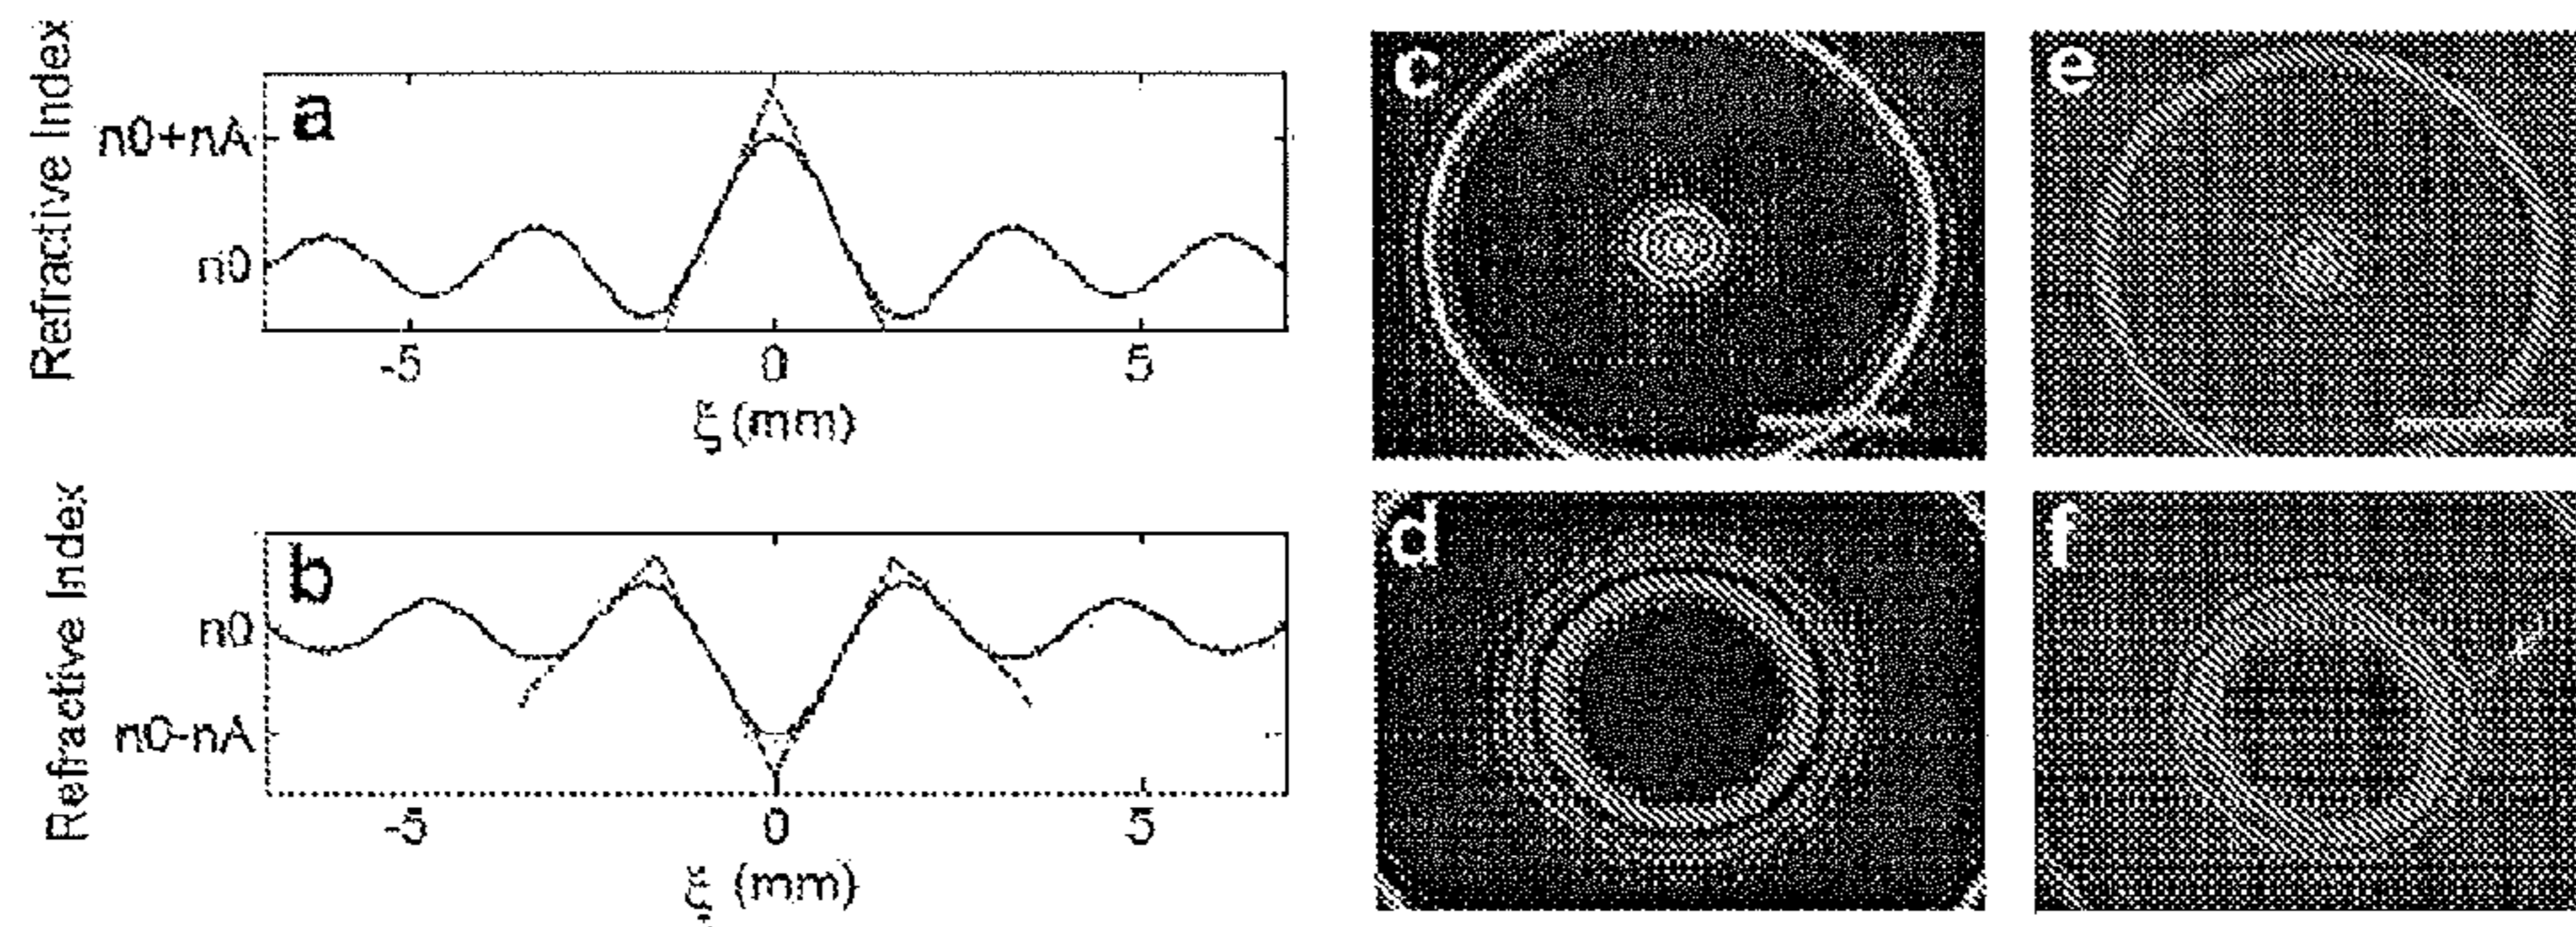 Refractive Index
n0+nA
n0
a
-5 0 5
ξ (mm)
Refractive Index
n0
n0-nA
b
-5 0 5
ξ (mm)
c
e
d
f